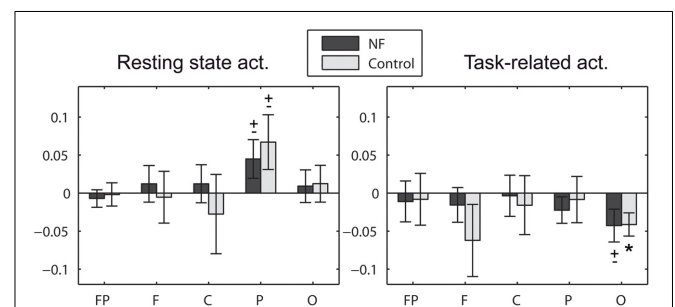 NF
Control
Resting state act.
Task-related act.
0.1
0.05
0
−0.05
−0.1
+
-
+
-
FP F C P O
0.1
0.05
0
−0.05
−0.1
+
-
*
FP F C P O